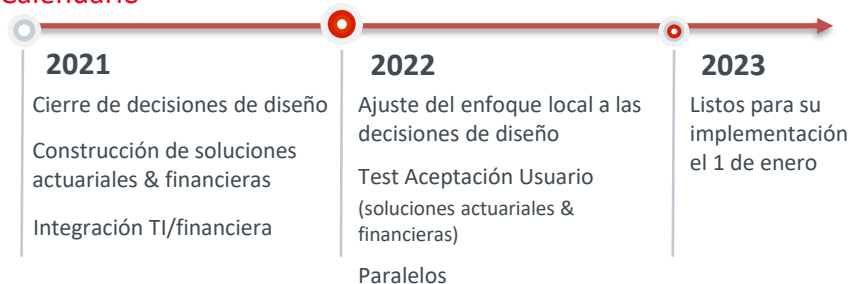 Calendario
2021
Cierre de decisiones de diseño
Construcción de soluciones
actuariales & financieras
Integración TI/financiera
2022
Ajuste del enfoque local a las
decisiones de diseño
Test Aceptación Usuario
(soluciones actuariales &
financieras)
Paralelos
2023
Listos para su
implementación
el 1 de enero